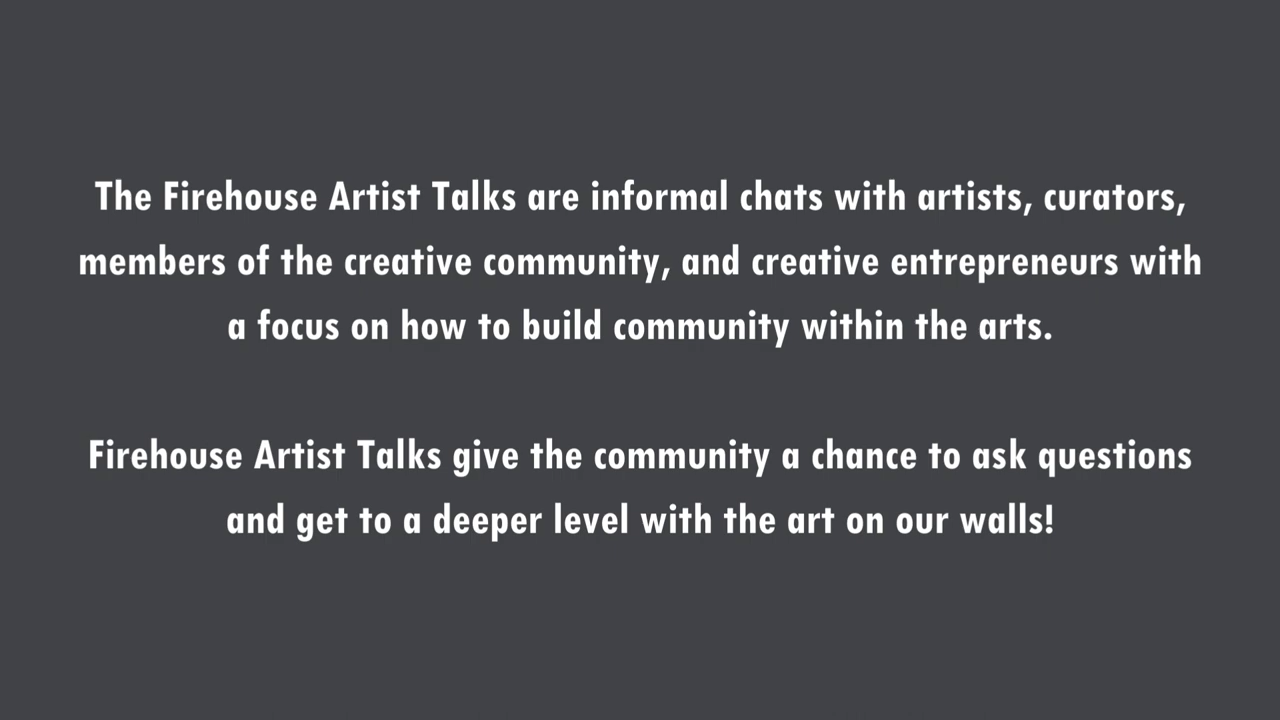 The Firehouse Artist Talks are informal chats with artists, curators,
members of the creative community, and creative entrepreneurs with
a focus on how to build community within the arts.
Firehouse Artist Talks give the community a chance to ask questions
and get to a deeper level with the art on our walls!